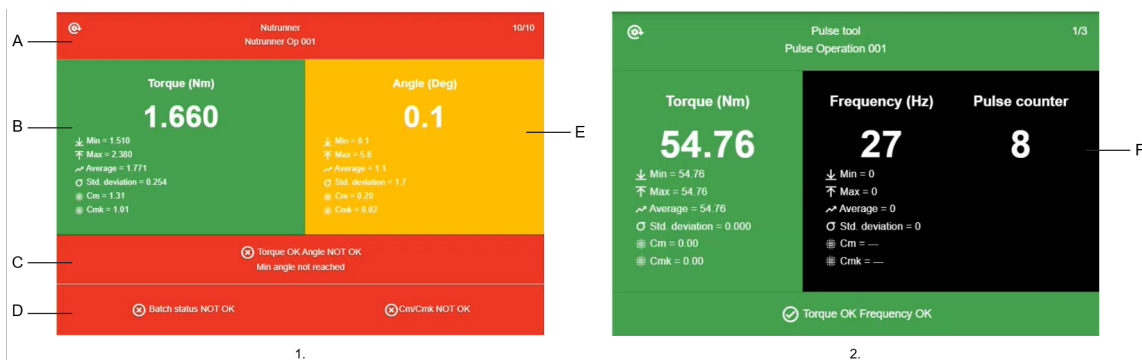 Nutrunner
10/10
A
Nutrunner Op 001
Torque (Nm)
Angle (Deg)
B
1.660
0.1
E
Min = 1.510
Max = 2.380
Average = 1.771
Std. deviation = 0.254
Cm = 1.31
Cmk = 1.01
Min = 0.1
Max = 5.8
Average = 1.1
Std. deviation = 1.7
Cm = 0.20
Cmk = 0.02
C
Torque OK Angle NOT OK
Min angle not reached
D
Batch status NOT OK
Cm/Cmk NOT OK
1.
Pulse tool
1/3
Pulse Operation 001
Torque (Nm)
Frequency (Hz)
Pulse counter
54.76
27
8
F
Min = 54.76
Max = 54.76
Average = 54.76
Std. deviation = 0.000
Cm = 0.00
Cmk = 0.00
Min = 0
Max = 0
Average = 0
Std. deviation = 0
Cm = ---
Cmk = ---
Torque OK Frequency OK
2.